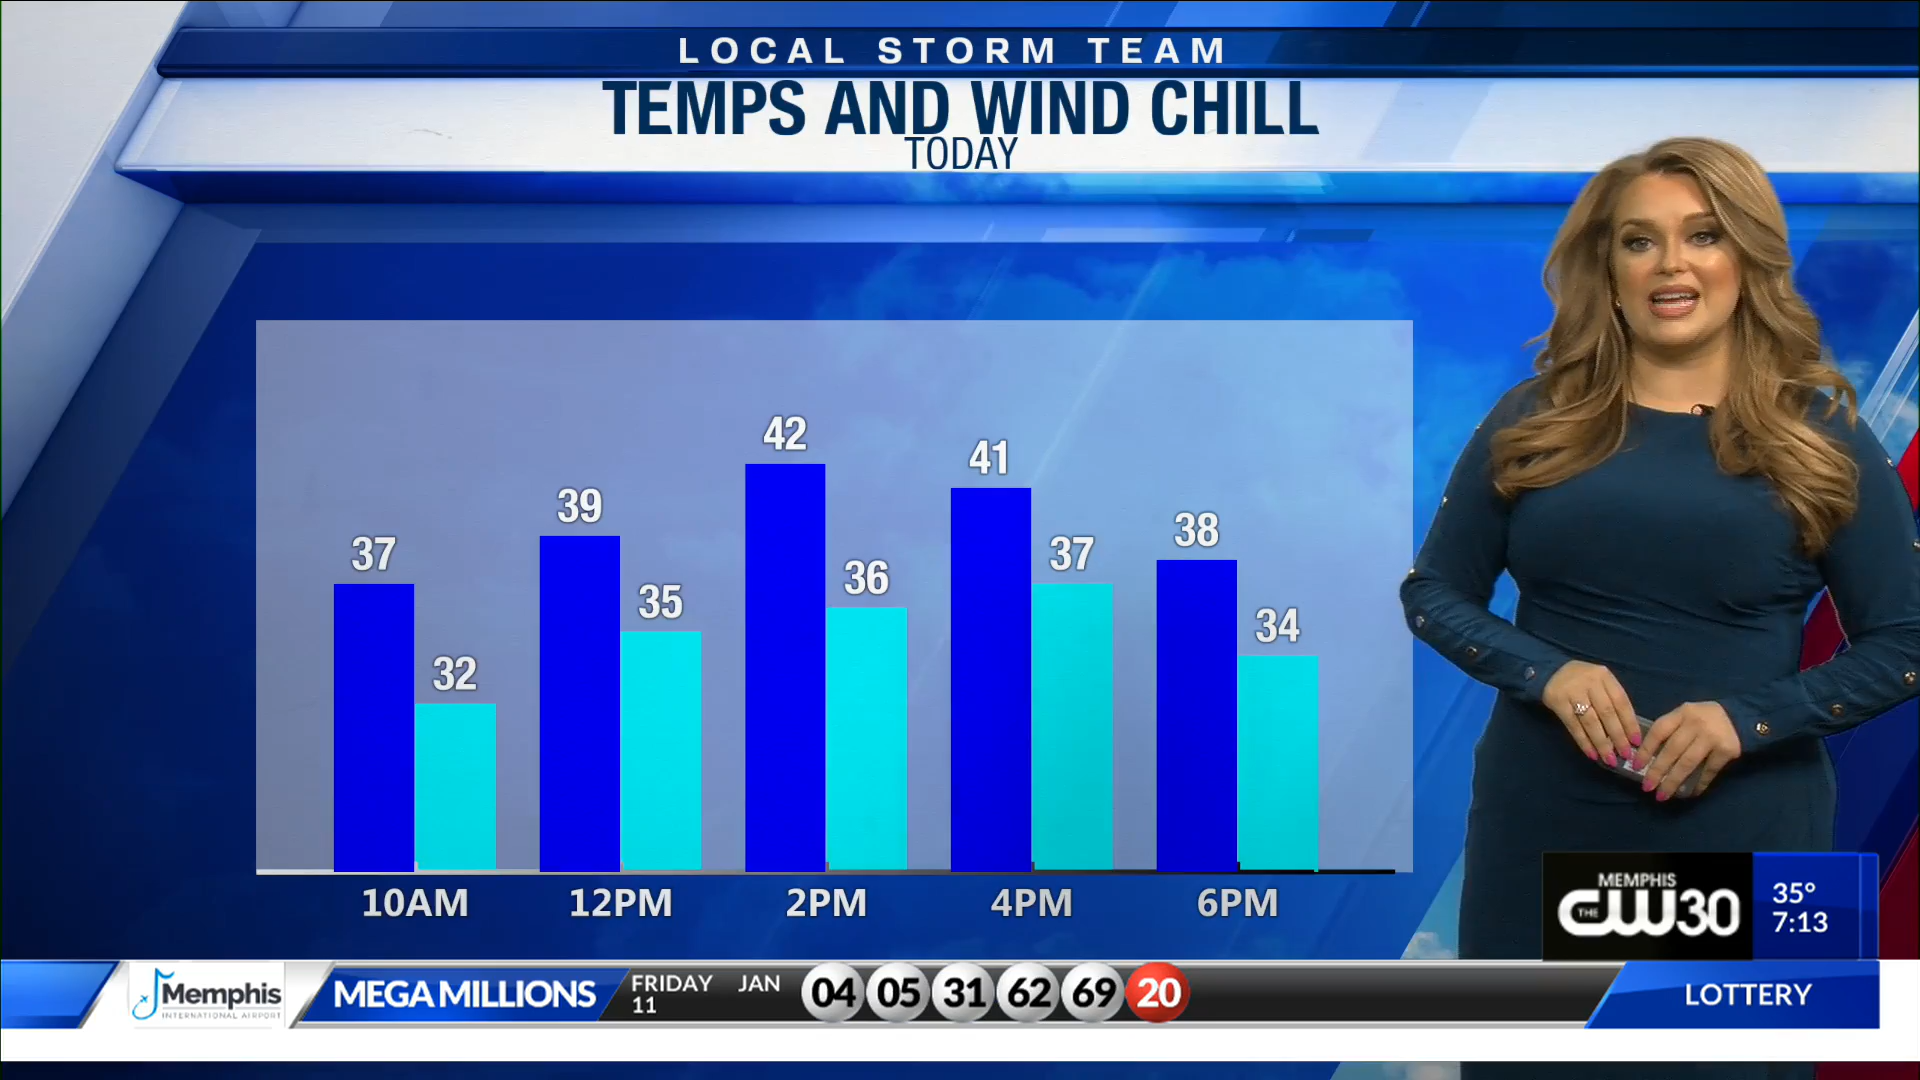 LOCAL STORM TEAM
TEMPS AND WIND CHILL
TODAY
42
41
39
38
37
37
36
35
34
32
10AM 12PM 2PM 4PM 6PM
MEMPHIS
THE CW30
35°
7:13
Memphis
INTERNATIONAL AIRPORT
MEGA MILLIONS
FRIDAY JAN
11
04 05 31 62 69 20
LOTTERY